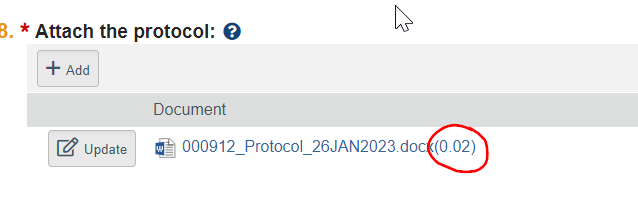 8. * Attach the protocol: ?
+ Add
Document
Update 000912_Protocol_26JAN2023.docx(0.02)